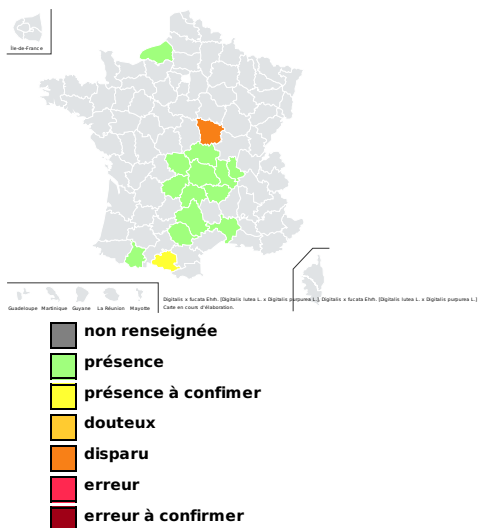 Île-de-France
Guadeloupe Martinique Guyane La Réunion Mayotte
Digitalis x fucata Ehrh. [Digitalis lutea L. x Digitalis purpurea L.], Digitalis x fucata Ehrh. [Digitalis lutea L. x Digitalis purpurea L.]
Carte en cours d'élaboration.
non renseignée
présence
présence à confimer
douteux
disparu
erreur
erreur à confirmer